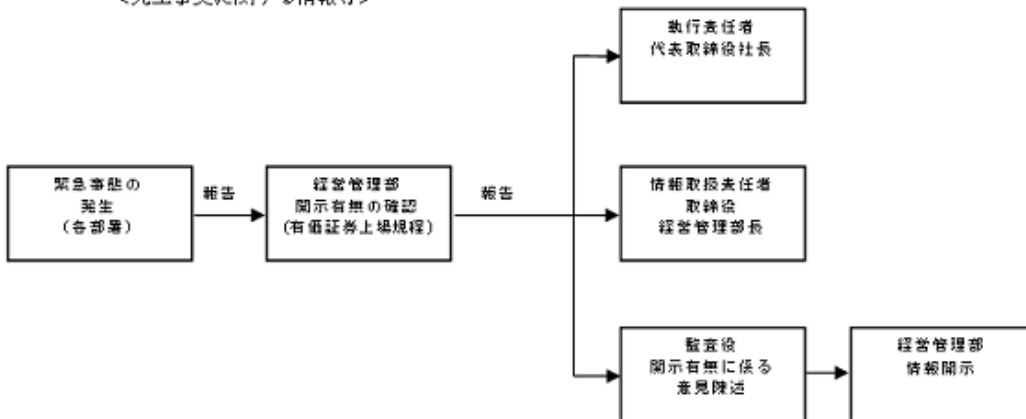 執行責任者
代表取締役社長
緊急事態の
発生
(各部署)
報告
経営管理部
開示有無の確認
(有価証券上場規程)
報告
情報取扱責任者
取締役
経営管理部長
監査役
開示有無に係る
意見陳述
経営管理部
情報開示